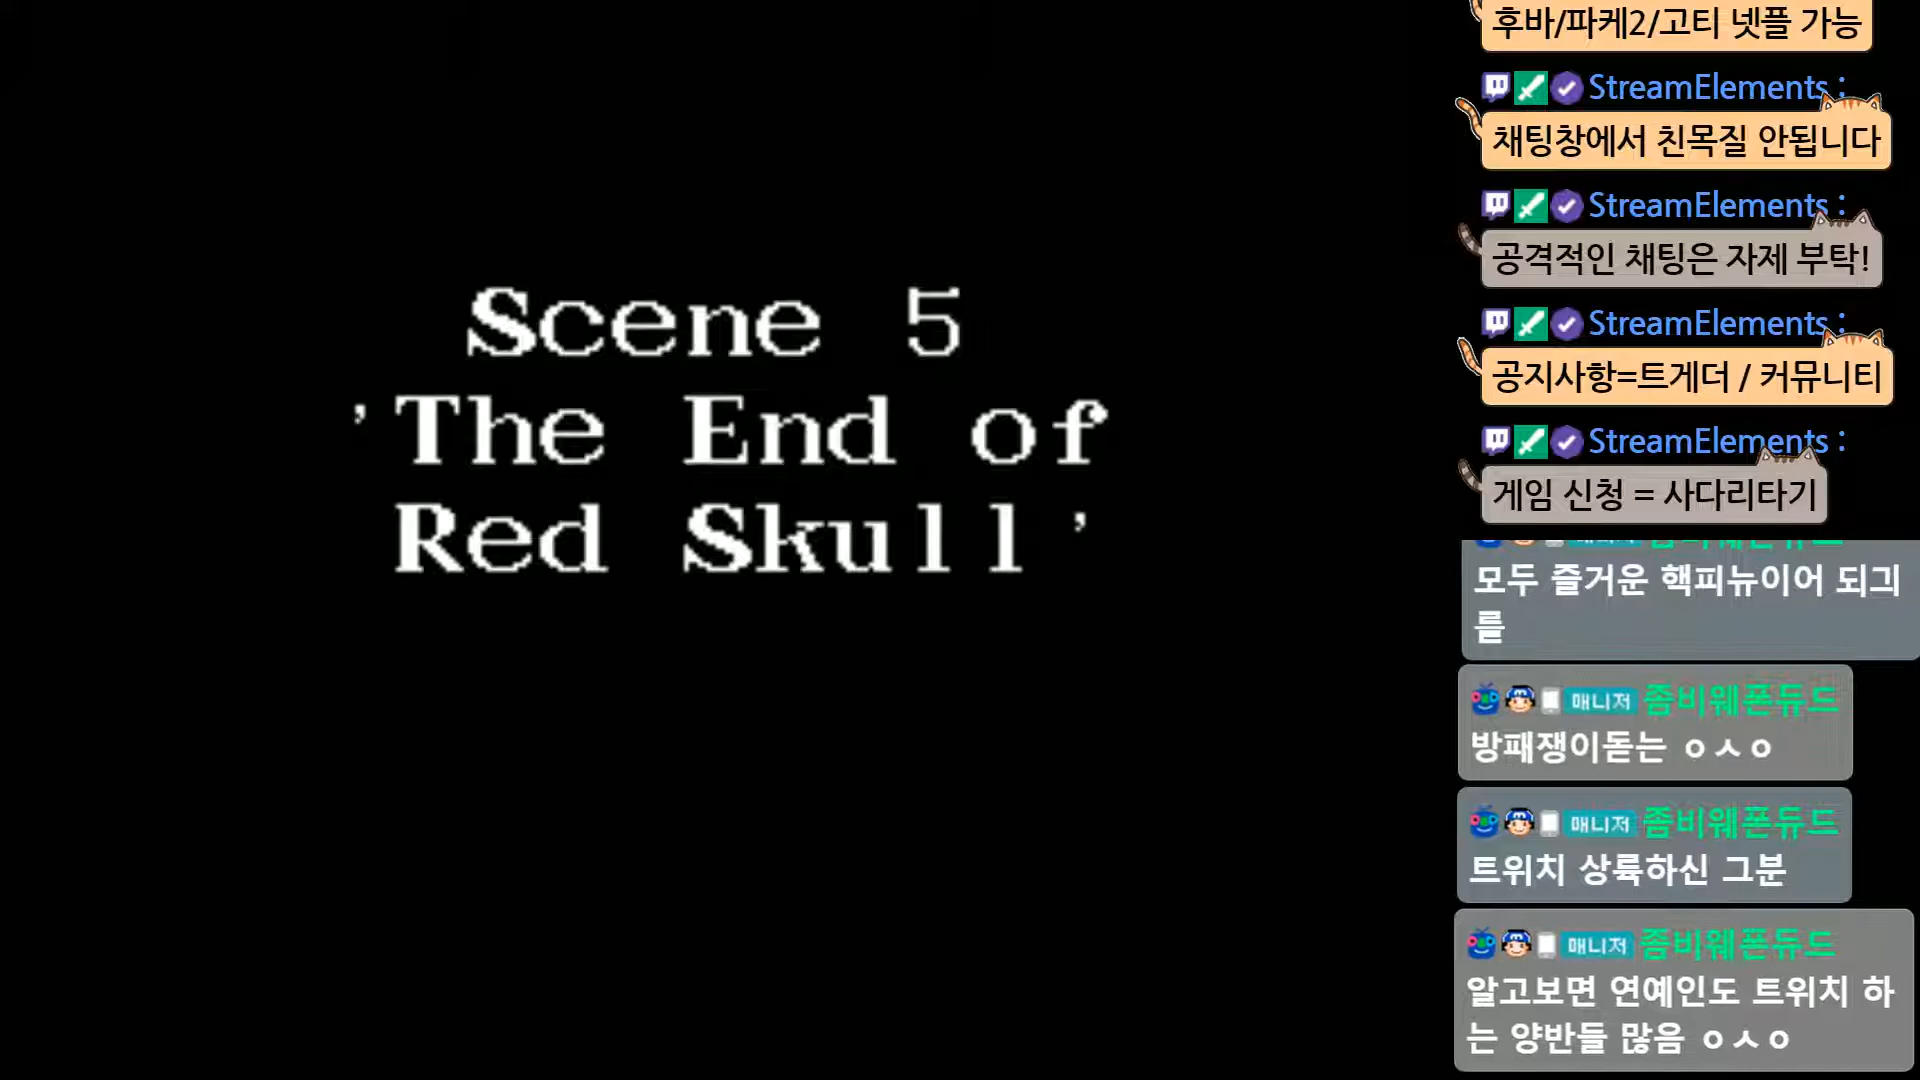 Scene 5
'The End of
Red Skull'
후바/파케2/고티 넷플 가능
StreamElements :
채팅창에서 친목질 안됩니다
StreamElements :
공격적인 채팅은 자제 부탁!
StreamElements :
공지사항=트게더 / 커뮤니티
StreamElements :
게임 신청 = 사다리타기
모두 즐거운 핵피뉴이어 되긔
를
매니저 좀비웨폰듀드
방패쟁이돋는 ㅇㅅㅇ
매니저 좀비웨폰듀드
트위치 상륙하신 그분
매니저 좀비웨폰듀드
알고보면 연예인도 트위치 하
는 양반들 많음 ㅇㅅㅇ